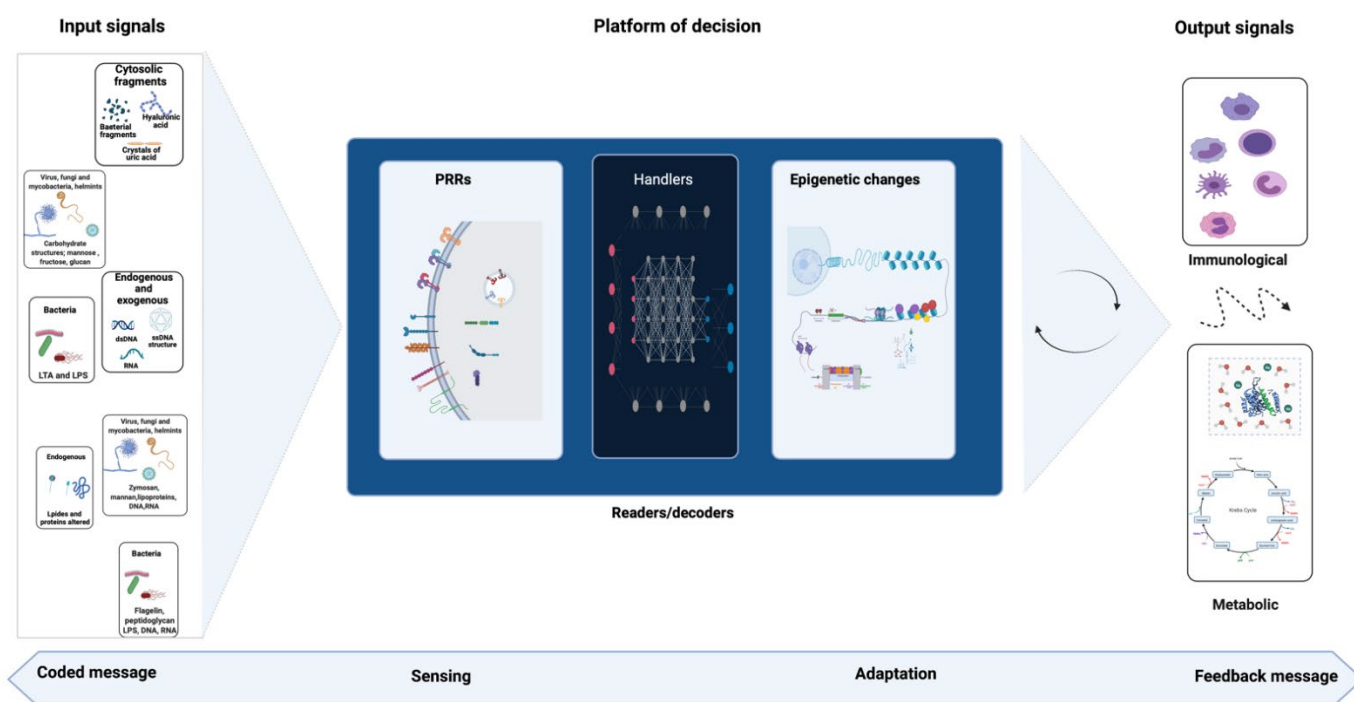 Input signals
Platform of decision
Output signals
Cytosolic
fragments
Hyaluronic
acid
Baeterial
fragments
Crystals of
uric acid
Virus, fungi and
mycobacteria, helmints
Carbohydrate
structures; mannose ,
fructose, glucan
Endogenous
and
exogenous
dsDNA
ssDNA
structure
RNA
Bacteria
LTA and LPS
Virus, fungi and
mycobacteria, helmints
Zymosan,
mannan,lipoproteins,
DNA,RNA
Endogenous
Lpides and
proteins altered
Bacteria
Flagelin,
peptidoglycan
LPS, DNA, RNA
PRRs
Handlers
Epigenetic changes
Readers/decoders
Immunological
Krebs Cycle
Metabolic
Coded message
Sensing
Adaptation
Feedback message